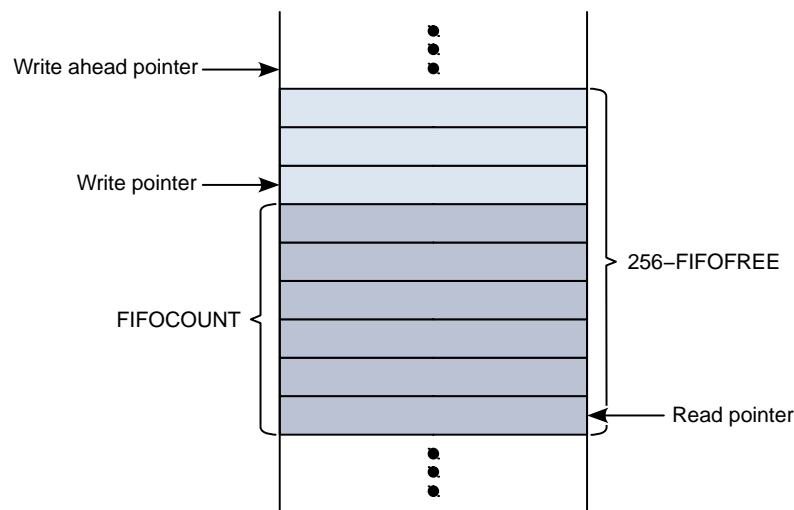 Write ahead pointer
Write pointer
256–FIFOFREE
FIFOCOUNT
Read pointer